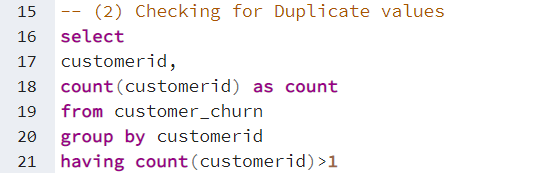 15 -- (2) Checking for Duplicate values
16 select
17 customerid,
18 count(customerid) as count
19 from customer_churn
20 group by customerid
21 having count(customerid)>1